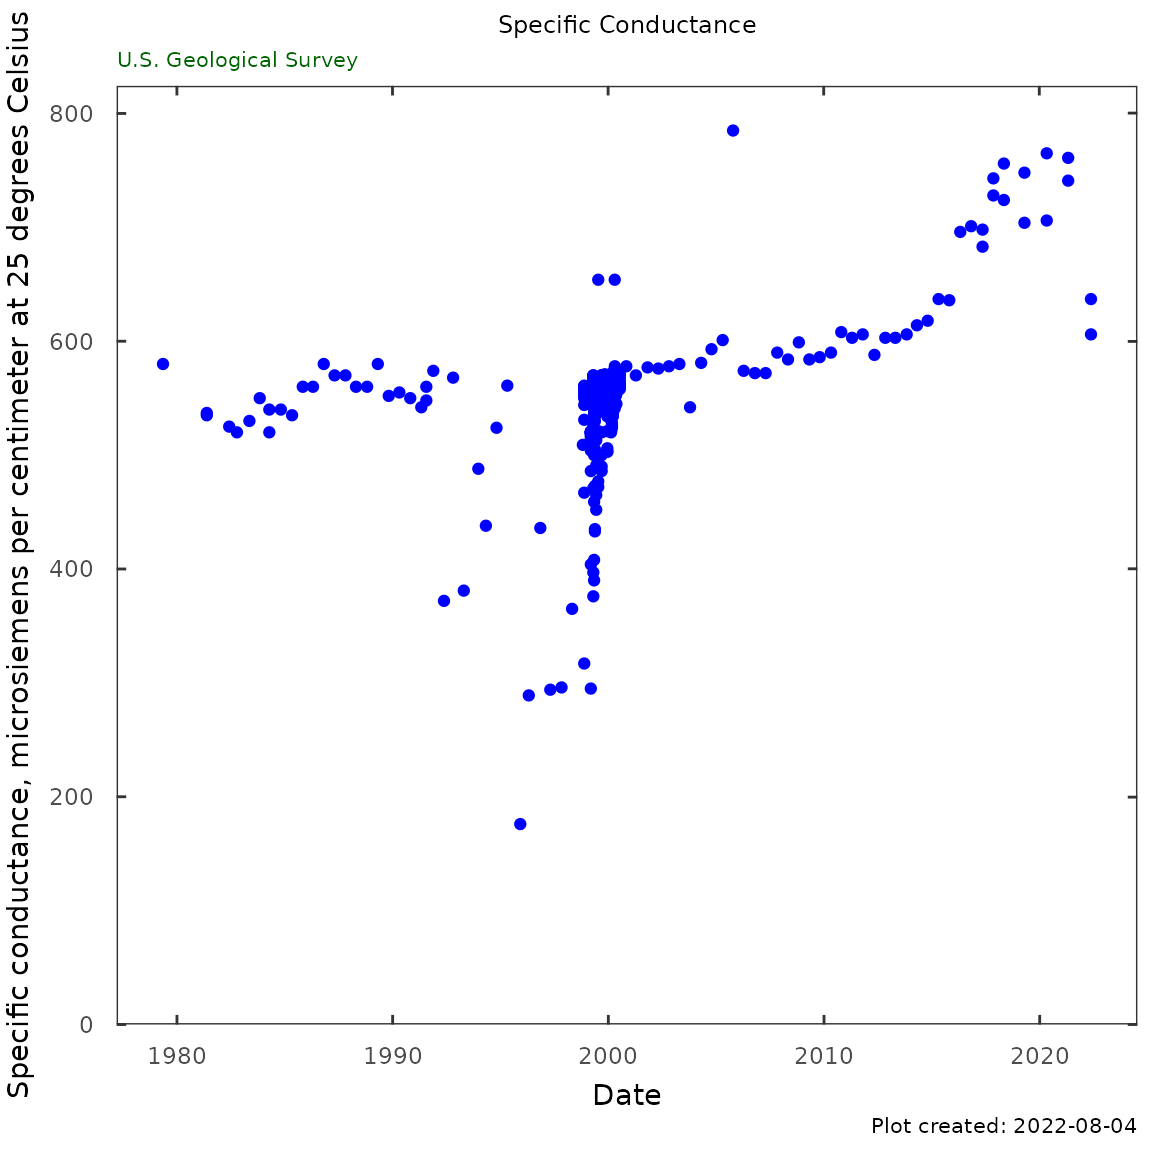 Specific Conductance
U.S. Geological Survey
Specific conductance, microsiemens per centimeter at 25 degrees Celsius
800
600
400
200
0
1980 1990 2000 2010 2020
Date
Plot created: 2022-08-04